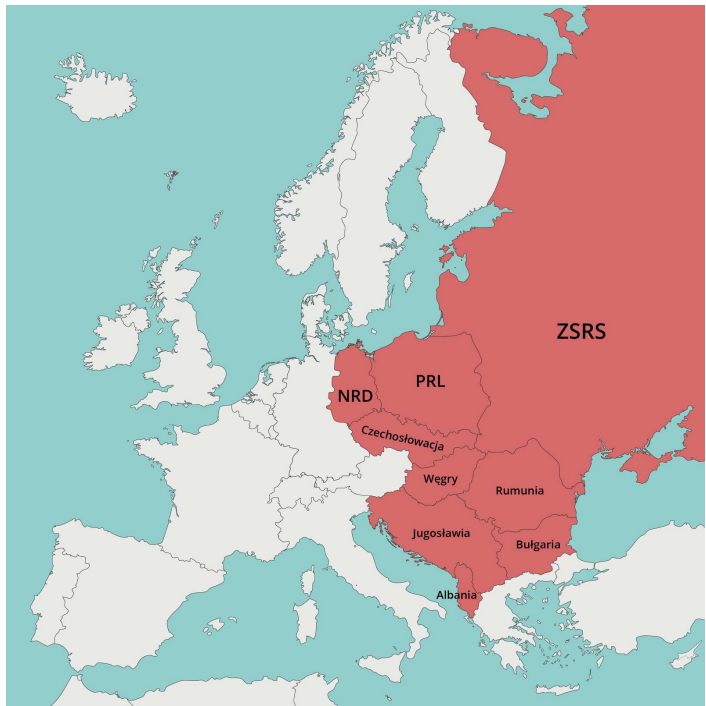 ZSRS
PRL
NRD
Czechosłowacja
Węgry
Rumunia
Jugosławia
Bułgaria
Albania